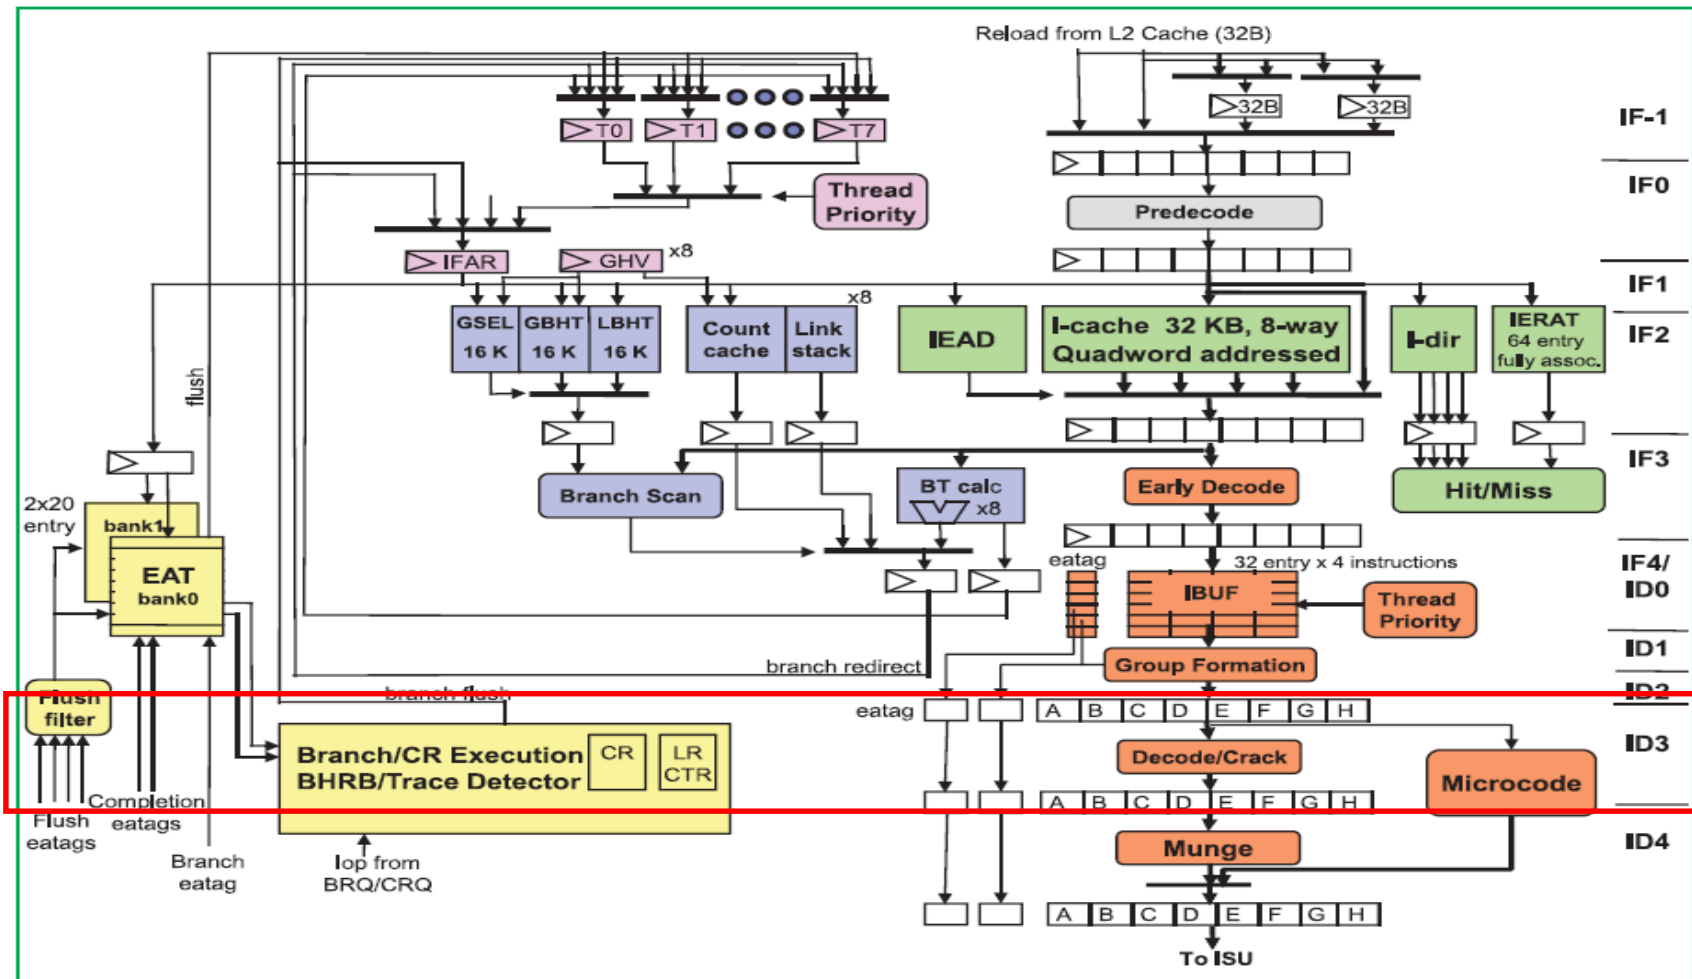 Reload from L2 Cache (32B)
32B
32B
IF-1
T0
T1
T7
IF0
Thread
Priority
Predecode
IFAR
GHV
x8
IF1
x8
GSEL
16 K
GBHT
16 K
LBHT
16 K
Count
cache
Link
stack
IEAD
I-cache 32 KB, 8-way
Quadword addressed
I-dir
IERAT
64 entry
fully assoc.
IF2
flush
IF3
Branch Scan
BT calc
x8
Early Decode
Hit/Miss
2x20
entry
bank1
EAT
bank0
eatag
32 entry x 4 instructions
IBUF
Thread
Priority
IF4/
ID0
branch redirect
Group Formation
ID1
branch flush
ID2
Flush
filter
eatag
A B C D E F G H
Branch/CR Execution
BHRB/Trace Detector
CR
LR
CTR
Decode/Crack
Microcode
ID3
A B C D E F G H
Completion
eatags
Flush
eatags
Branch
eatag
Iop from
BRQ/CRQ
Munge
ID4
A B C D E F G H
To ISU